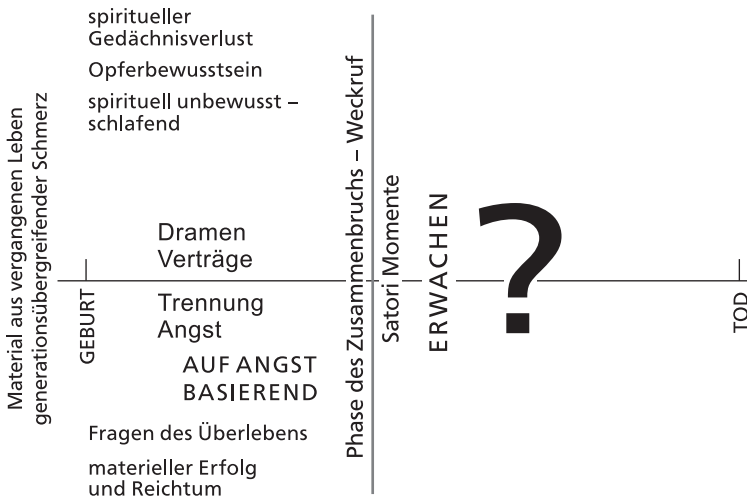 Material aus vergangenen Leben
generationsübergreifender Schmerz
spiritueller
Gedächnisverlust
Opferbewusstsein
spirituell unbewusst –
schlafend
Dramen
Verträge
GEBURT
Trennung
Angst
AUF ANGST
BASIEREND
Fragen des Überlebens
materieller Erfolg
und Reichtum
Phase des Zusammenbruchs – Weckruf
Satori Momente
ERWACHEN
?
TOD